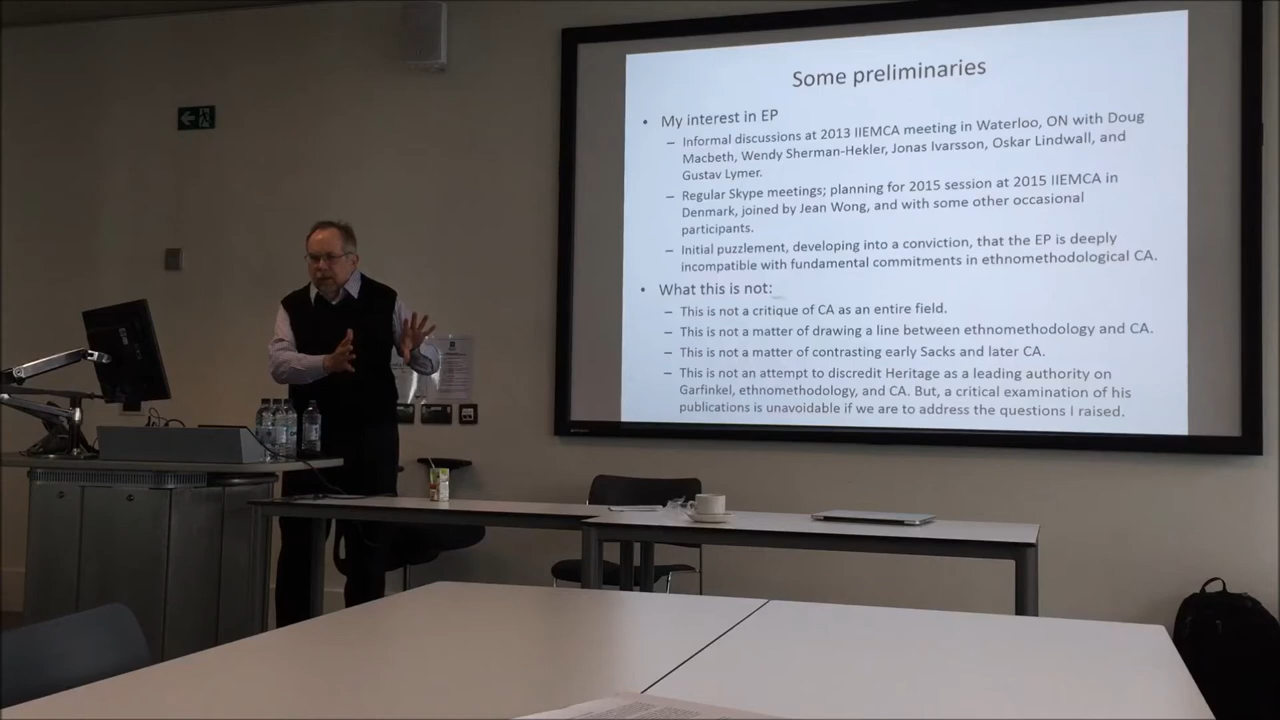 Some preliminaries
• My interest in EP
– Informal discussions at 2013 IIEMCA meeting in Waterloo, ON with Doug
Macbeth, Wendy Sherman-Hekler, Jonas Ivarsson, Oskar Lindwall, and
Gustav Lymer.
– Regular Skype meetings; planning for 2015 session at 2015 IIEMCA in
Denmark, joined by Jean Wong, and with some other occasional
participants.
– Initial puzzlement, developing into a conviction, that the EP is deeply
incompatible with fundamental commitments in ethnomethodological CA.
• What this is not:
– This is not a critique of CA as an entire field.
– This is not a matter of drawing a line between ethnomethodology and CA.
– This is not a matter of contrasting early Sacks and later CA.
– This is not an attempt to discredit Heritage as a leading authority on
Garfinkel, ethnomethodology, and CA. But, a critical examination of his
publications is unavoidable if we are to address the questions I raised.